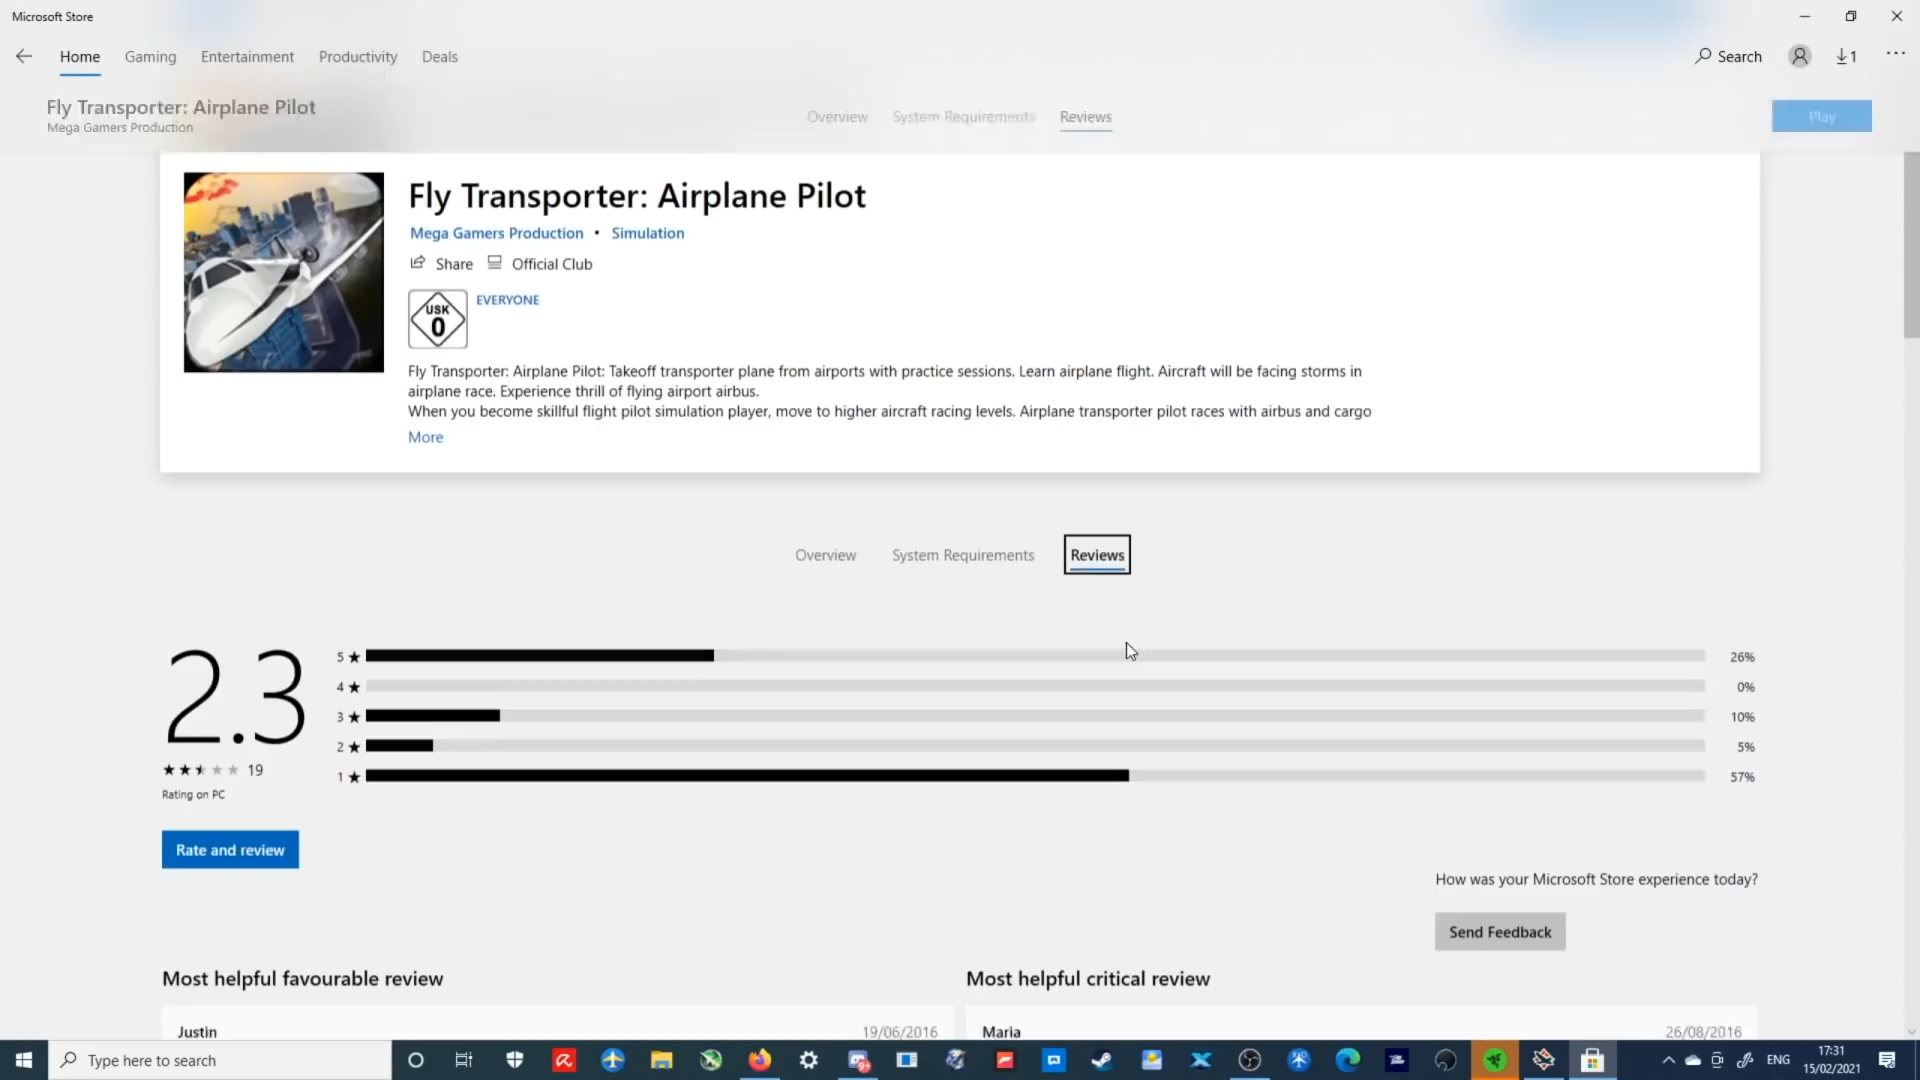 Microsoft Store
Home Gaming Entertainment Productivity Deals
Search
1
Fly Transporter: Airplane Pilot
Mega Gamers Production
Overview System Requirements Reviews
Play
Fly Transporter: Airplane Pilot
Mega Gamers Production • Simulation
Share Official Club
USK
0
EVERYONE
Fly Transporter: Airplane Pilot: Takeoff transporter plane from airports with practice sessions. Learn airplane flight. Aircraft will be facing storms in
airplane race. Experience thrill of flying airport airbus.
When you become skillful flight pilot simulation player, move to higher aircraft racing levels. Airplane transporter pilot races with airbus and cargo
More
Overview System Requirements Reviews
2.3
19
Rating on PC
5 ★ 26%
4 ★ 0%
3 ★ 10%
2 ★ 5%
1 ★ 57%
Rate and review
How was your Microsoft Store experience today?
Send Feedback
Most helpful favourable review
Most helpful critical review
Justin 19/06/2016
Maria 26/08/2016
Type here to search
ENG
17:31
15/02/2021